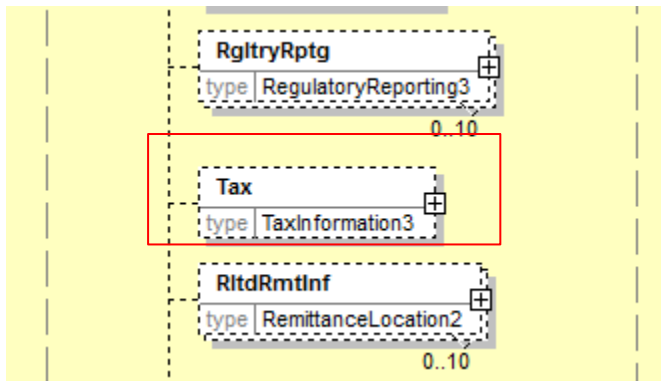 RgltryRptg
type RegulatoryReporting3
0..10
Tax
type TaxInformation3
RltdRmtInf
type RemittanceLocation2
0..10